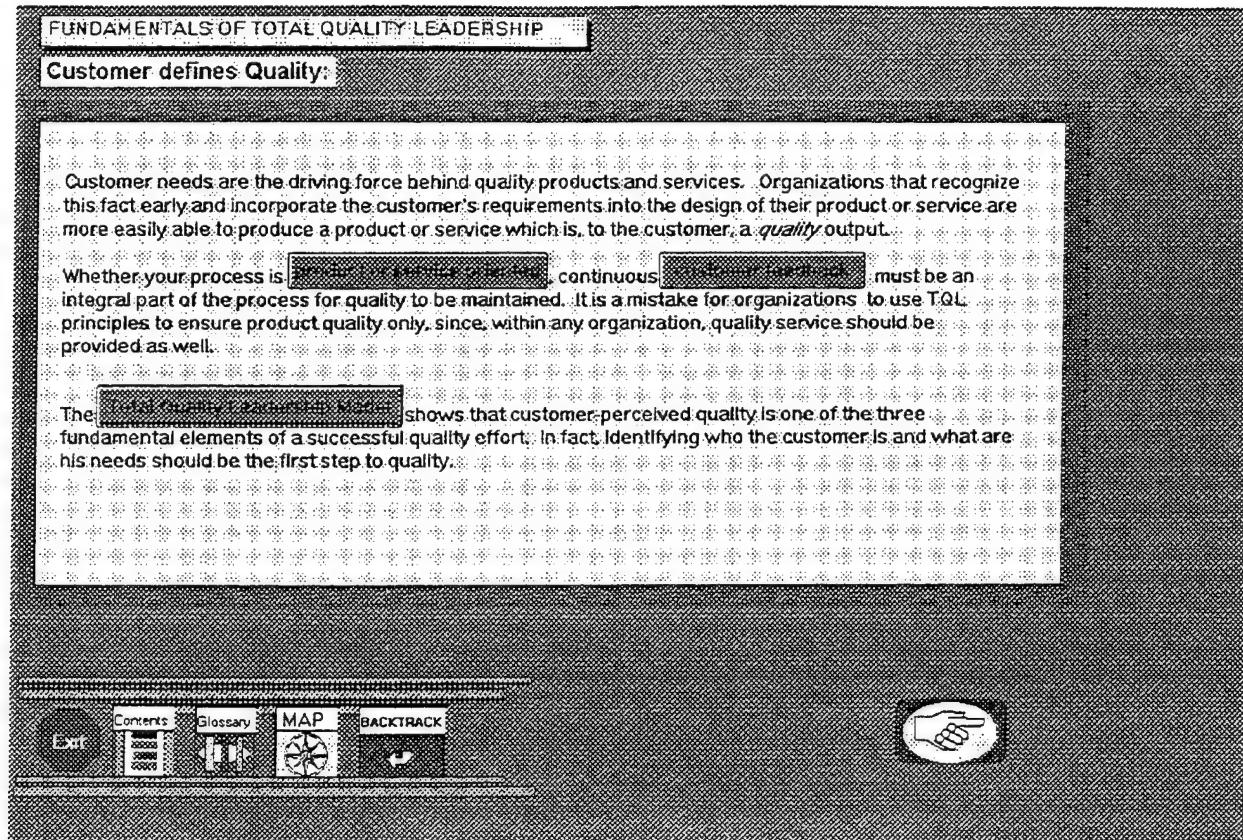 FUNDAMENTALS OF TOTAL QUALITY LEADERSHIP
Customer defines Quality:
Customer needs are the driving force behind quality products and services. Organizations that recognize
this fact early and incorporate the customer's requirements into the design of their product or service are
more easily able to produce a product or service which is, to the customer, a quality output.
Whether your process is product or service oriented, continuous customer feedback must be an
integral part of the process for quality to be maintained. It is a mistake for organizations to use TQL
principles to ensure product quality only, since, within any organization, quality service should be
provided as well.
The Total Quality Leadership Model shows that customer-perceived quality is one of the three
fundamental elements of a successful quality effort. In fact, identifying who the customer is and what are
his needs should be the first step to quality.
Exit
Contents
Glossary
MAP
BACKTRACK